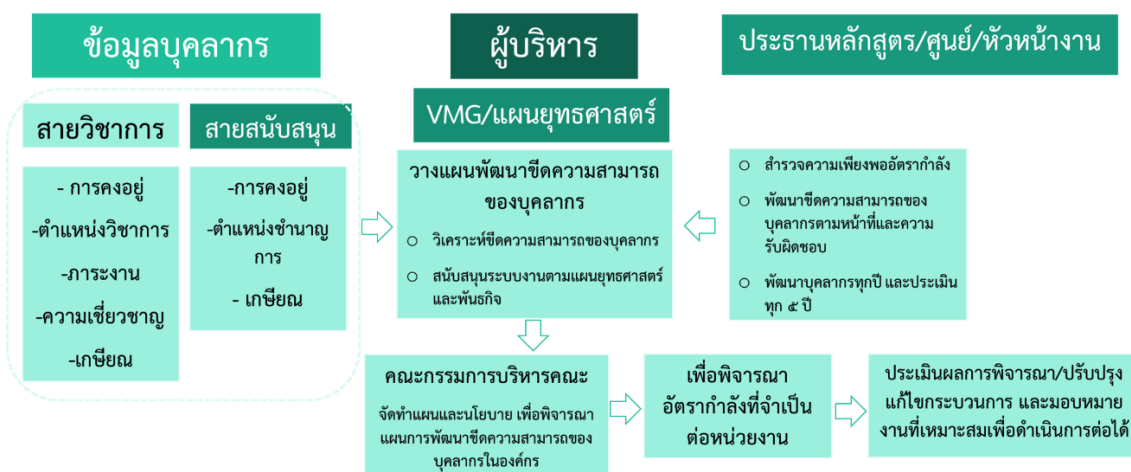 ข้อมูลบุคลากร
ผู้บริหาร
ประธานหลักสูตร/ศูนย์/หัวหน้างาน
สายวิชาการ
- การคงอยู่
-ตำแหน่งวิชาการ
-ภาระงาน
-ความเชี่ยวชาญ
-เกษียณ
สายสนับสนุน
-การคงอยู่
-ตำแหน่งชำนาญ
การ
- เกษียณ
VMG/แผนยุทธศาสตร์
วางแผนพัฒนาขีดความสามารถ
ของบุคลากร
○ วิเคราะห์ขีดความสามารถของบุคลากร
○ สนับสนุนระบบงานตามแผนยุทธศาสตร์
และพันธกิจ
○ สำรวจความเพียงพออัตรากำลัง
○ พัฒนาขีดความสามารถของ
บุคลากรตามหน้าที่และความ
รับผิดชอบ
○ พัฒนาบุคลากรทุกปี และประเมิน
ทุก ๕ ปี
คณะกรรมการบริหารคณะ
จัดทำแผนและนโยบาย เพื่อพิจารณา
แผนการพัฒนาขีดความสามารถของ
บุคลากรในองค์กร
เพื่อพิจารณา
อัตรากำลังที่จำเป็น
ต่อหน่วยงาน
ประเมินผลการพิจารณา/ปรับปรุง
แก้ไขกระบวนการ และมอบหมาย
งานที่เหมาะสมเพื่อดำเนินการต่อได้